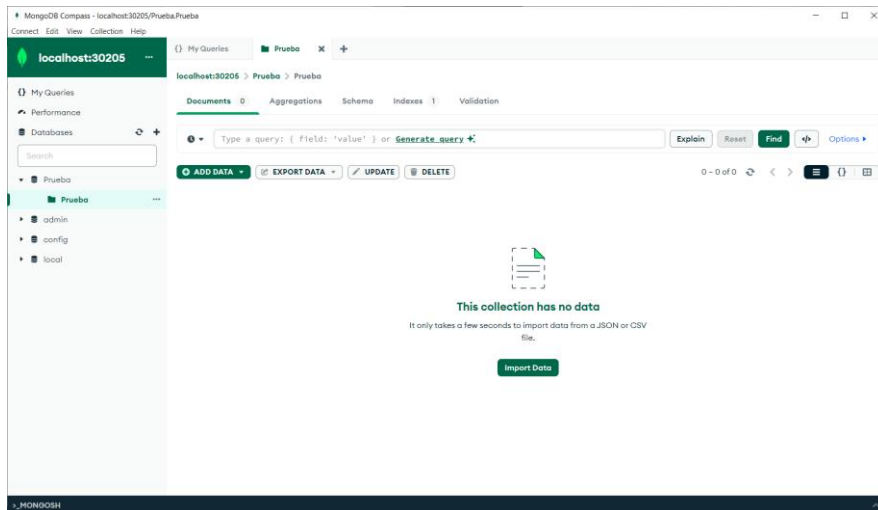 MongoDB Compass - localhost:30205/Prueba.Prueba
Connect Edit View Collection Help
localhost:30205 ...
{} My Queries
Performance
Databases
Search
Prueba
Prueba ...
admin
config
local
{} My Queries Prueba
localhost:30205 > Prueba > Prueba
Documents 0 Aggregations Schema Indexes 1 Validation
Type a query: { field: 'value' } or Generate query Explain Reset Find </> Options
ADD DATA EXPORT DATA UPDATE DELETE 0 – 0 of 0 {}
This collection has no data
It only takes a few seconds to import data from a JSON or CSV
file.
Import Data
>_MONGOSH